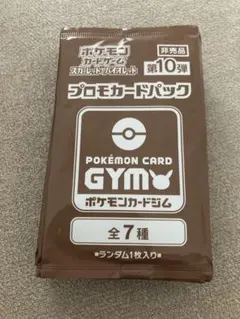 ポケモン
カードゲーム
スカーレット&バイオレット
非売品
第10弾
プロモカードパック
POKÉMON CARD
GYM
ポケモンカードジム
全7種
★ランダム1枚入り★